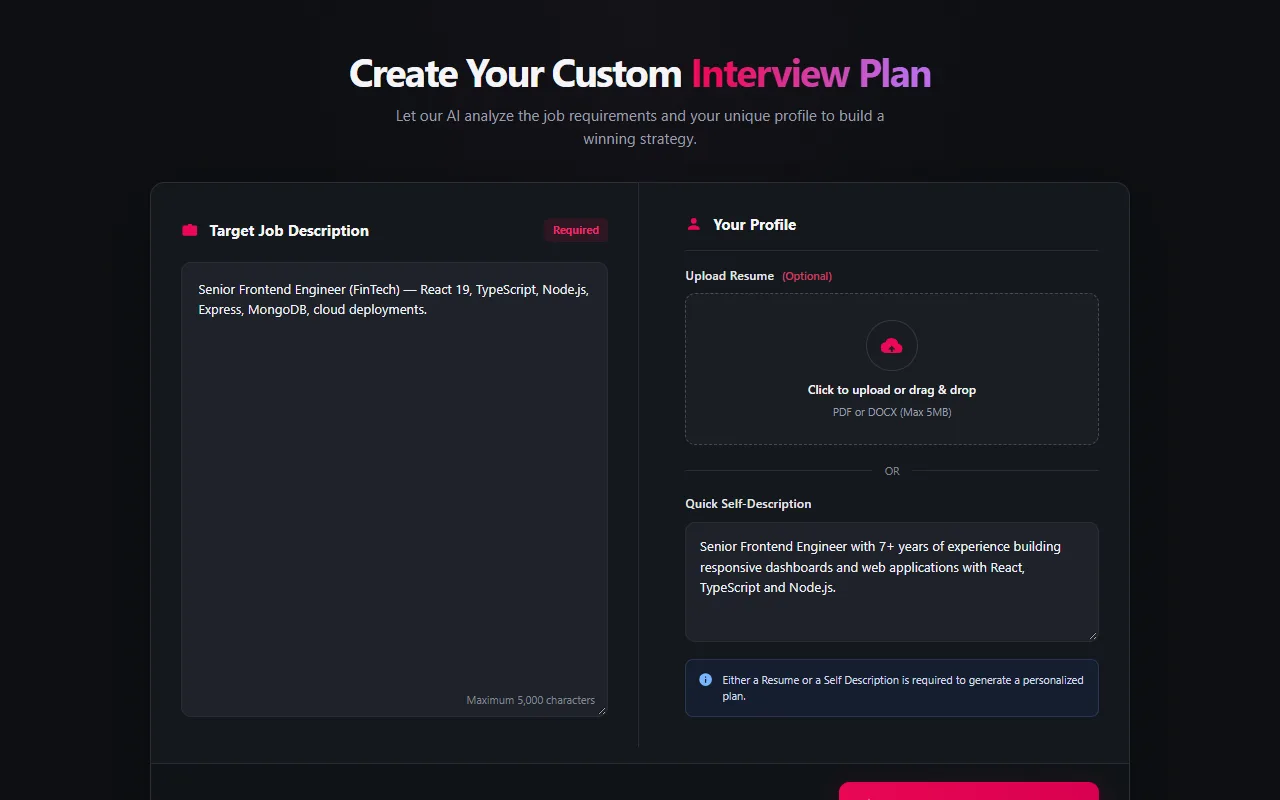 Create Your Custom Interview Plan
Let our AI analyze the job requirements and your unique profile to build a
winning strategy.
Target Job Description
Required
Senior Frontend Engineer (FinTech) — React 19, TypeScript, Node.js,
Express, MongoDB, cloud deployments.
Maximum 5,000 characters
Your Profile
Upload Resume (Optional)
Click to upload or drag & drop
PDF or DOCX (Max 5MB)
OR
Quick Self-Description
Senior Frontend Engineer with 7+ years of experience building
responsive dashboards and web applications with React,
TypeScript and Node.js.
Either a Resume or a Self Description is required to generate a personalized
plan.